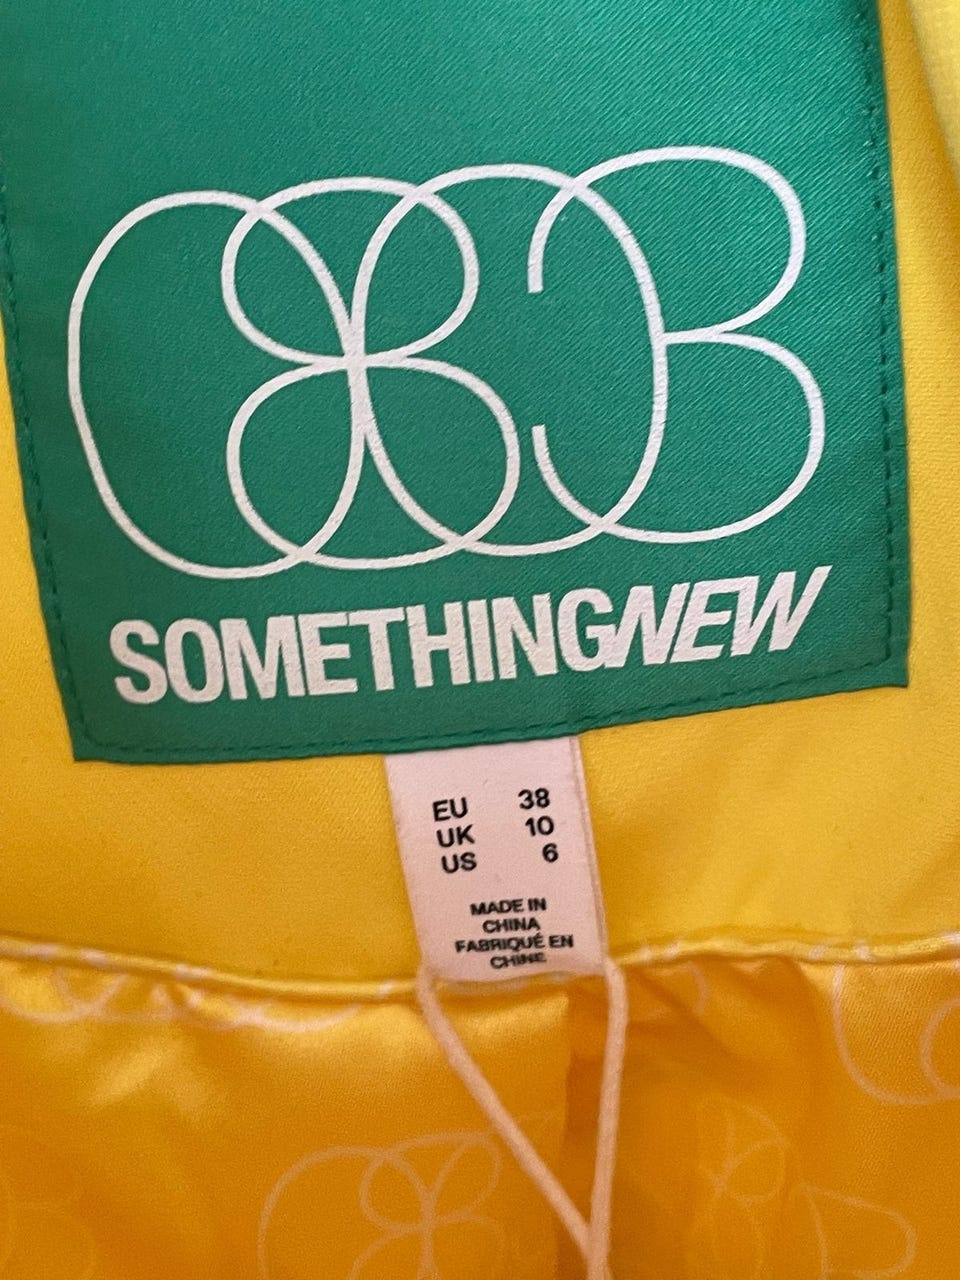 SOMETHINGNEW
EU 38
UK 10
US 6
MADE IN
CHINA
FABRIQUÉ EN
CHINE